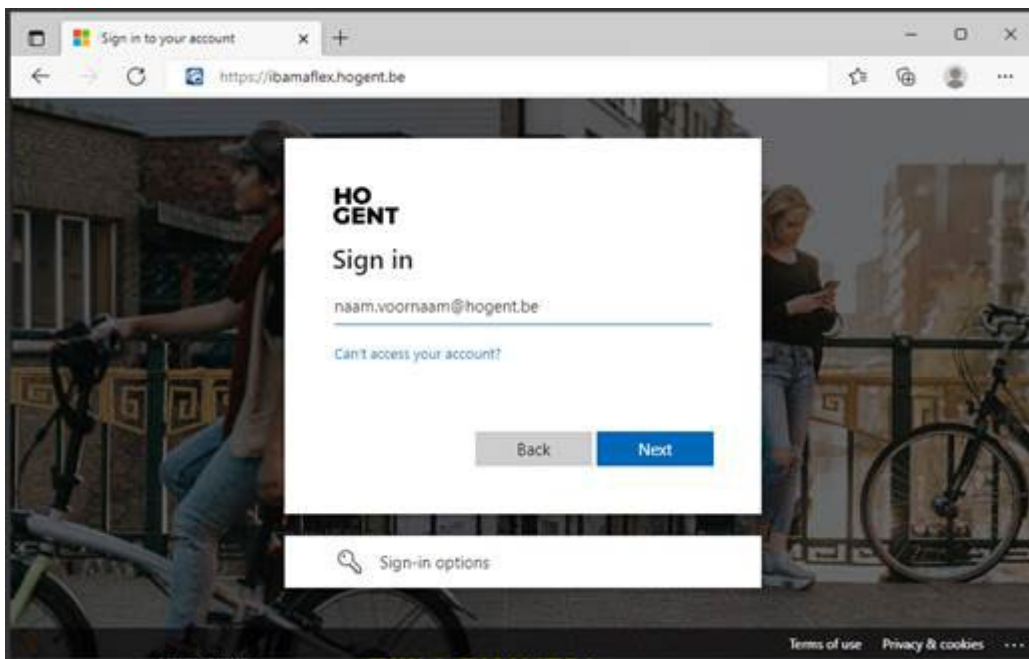 Sign in to your account
https://ibamaflex.hogent.be
HO
GENT
Sign in
naam.voornaam@hogent.be
Can't access your account?
Back
Next
Sign-in options
Terms of use
Privacy & cookies